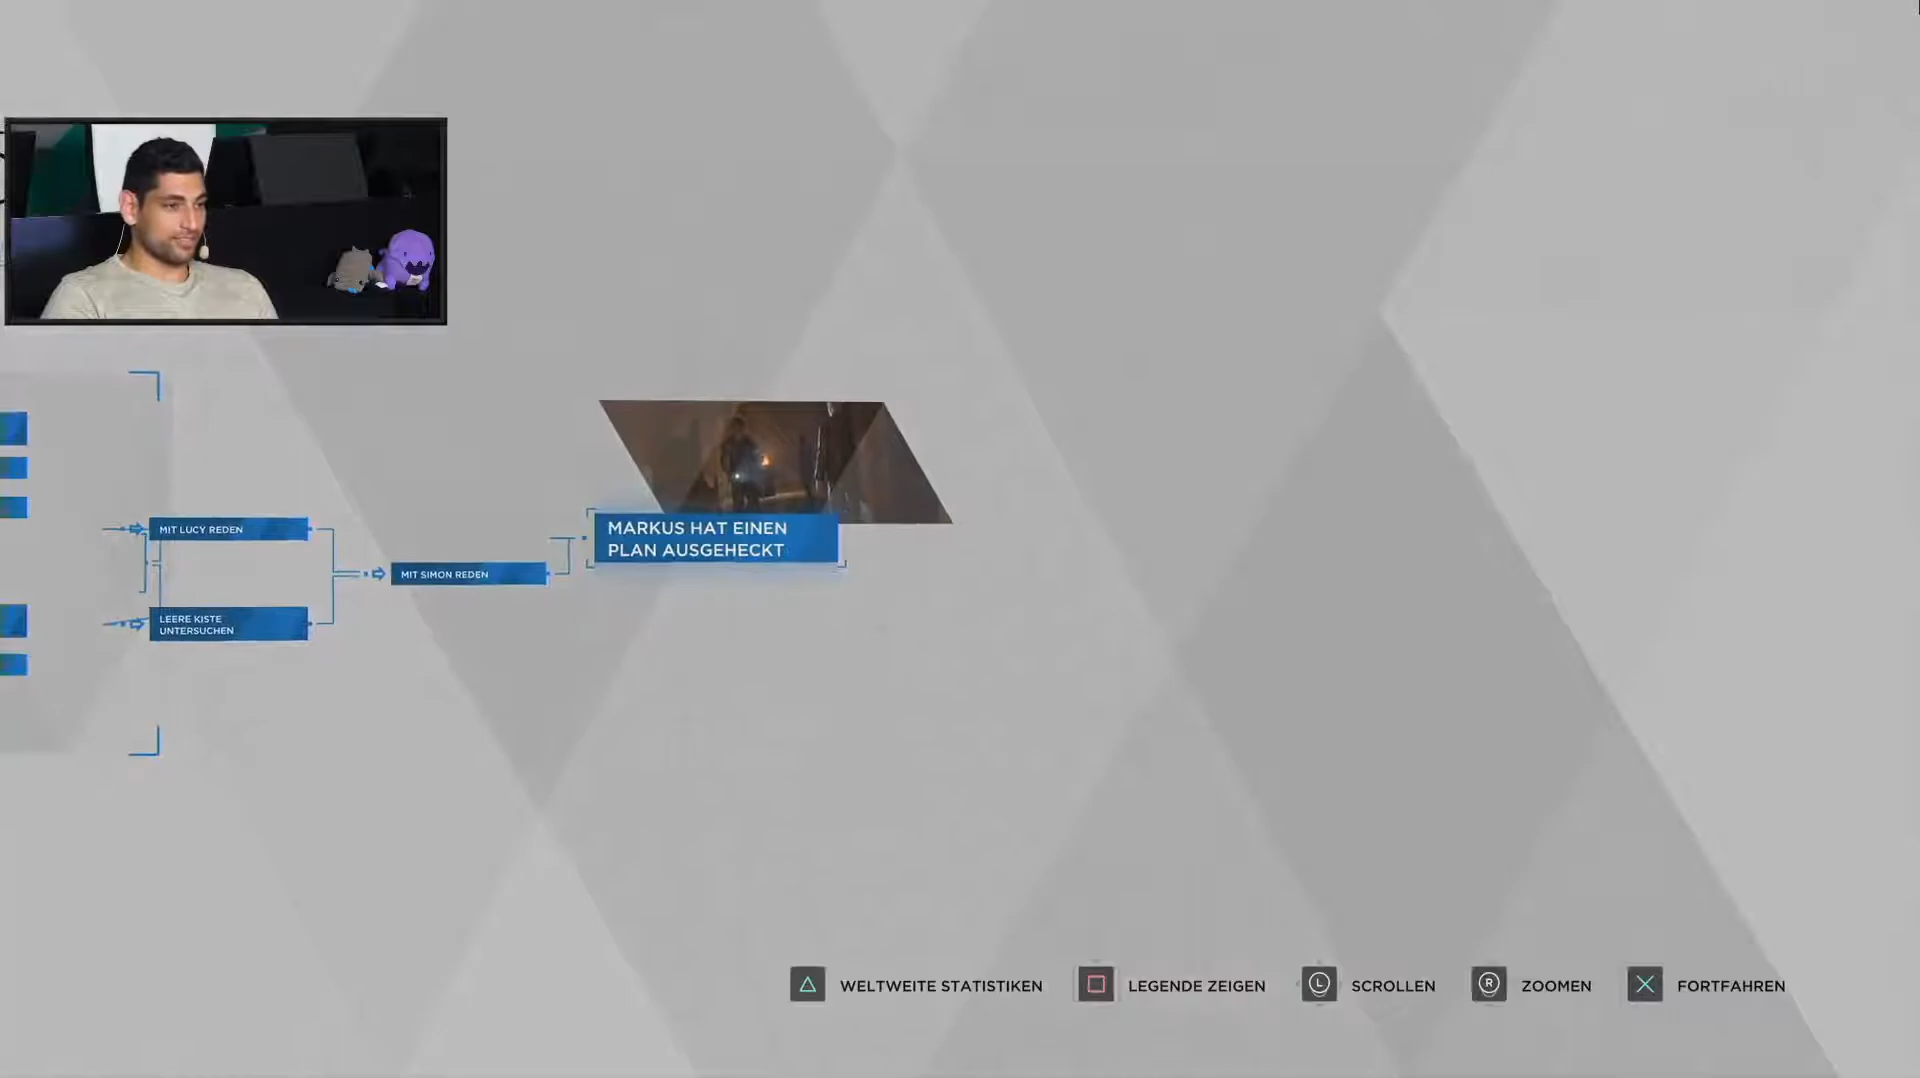 MIT LUCY REDEN
MARKUS HAT EINEN
PLAN AUSGEHECKT
MIT SIMON REDEN
LEERE KISTE
UNTERSUCHEN
WELTWEITE STATISTIKEN
LEGENDE ZEIGEN
L
SCROLLEN
R
ZOOMEN
FORTFAHREN